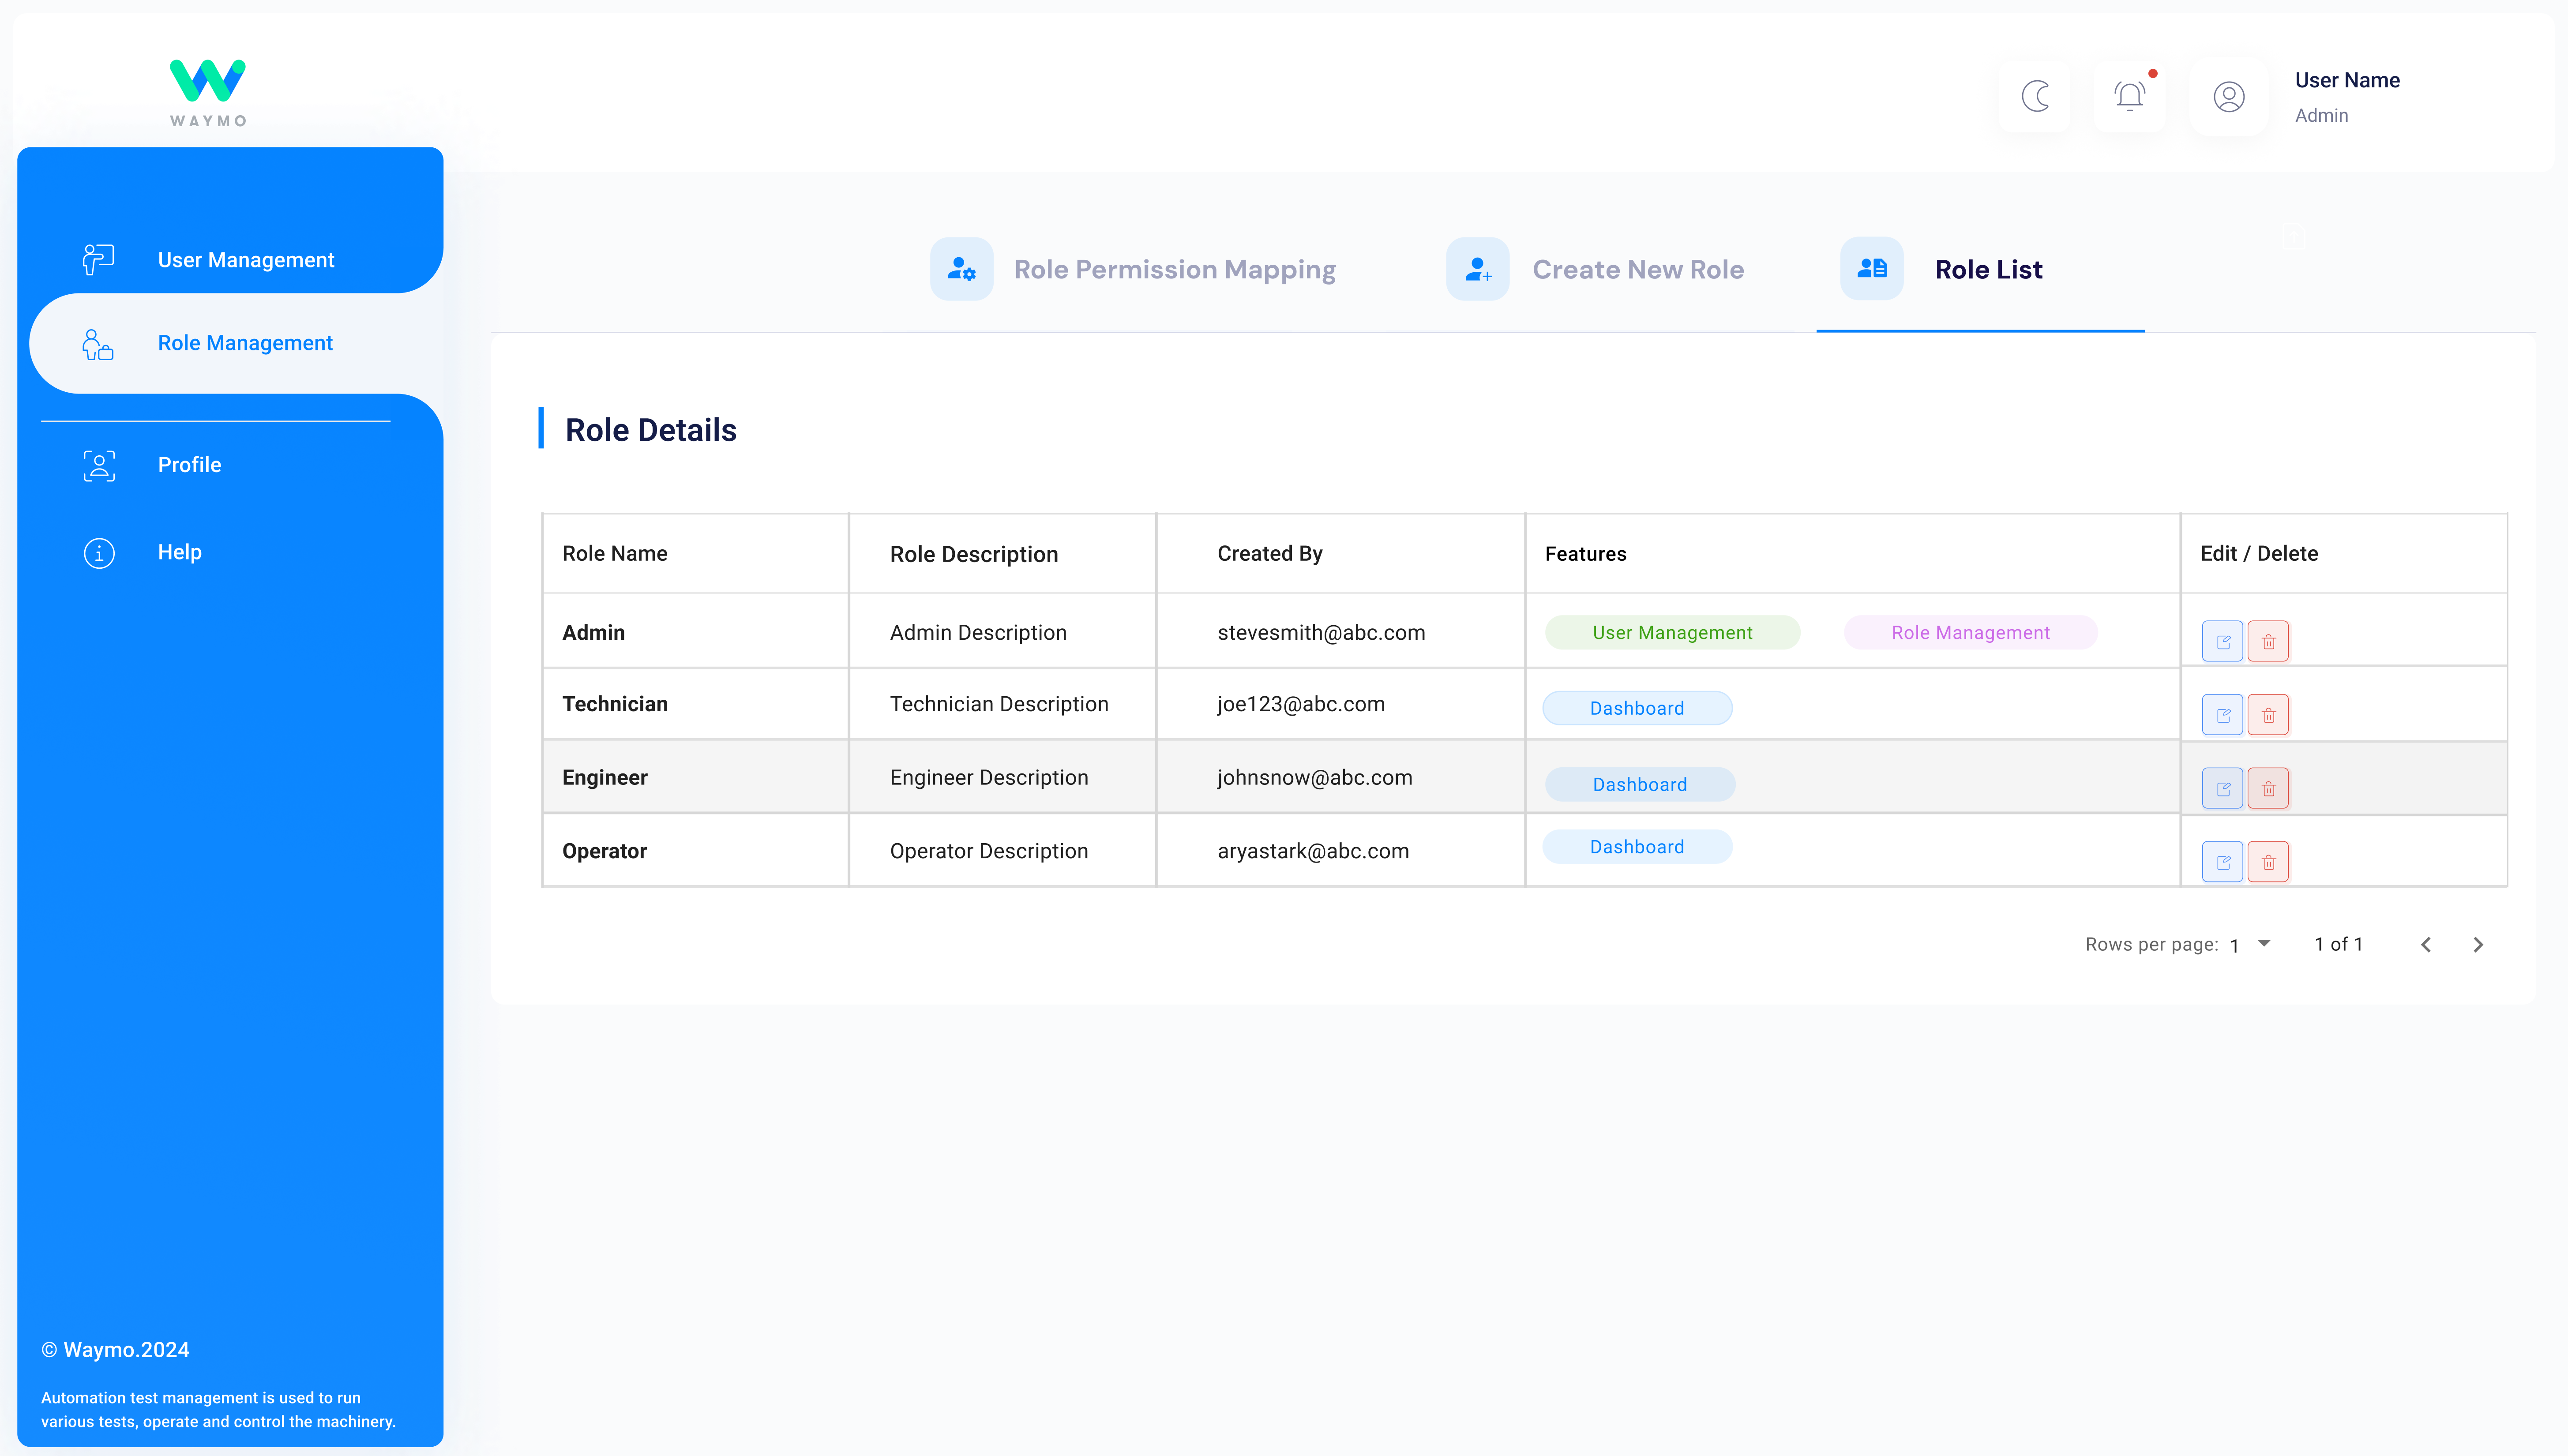 WAYMO
User Name
Admin
User Management
Role Management
Profile
Help
© Waymo.2024
Automation test management is used to run
various tests, operate and control the machinery.
Role Permission Mapping
Create New Role
Role List
Role Details
Role Name Role Description Created By Features Edit / Delete
Admin Admin Description stevesmith@abc.com User Management Role Management
Technician Technician Description joe123@abc.com Dashboard
Engineer Engineer Description johnsnow@abc.com Dashboard
Operator Operator Description aryastark@abc.com Dashboard
Rows per page: 1 1 of 1